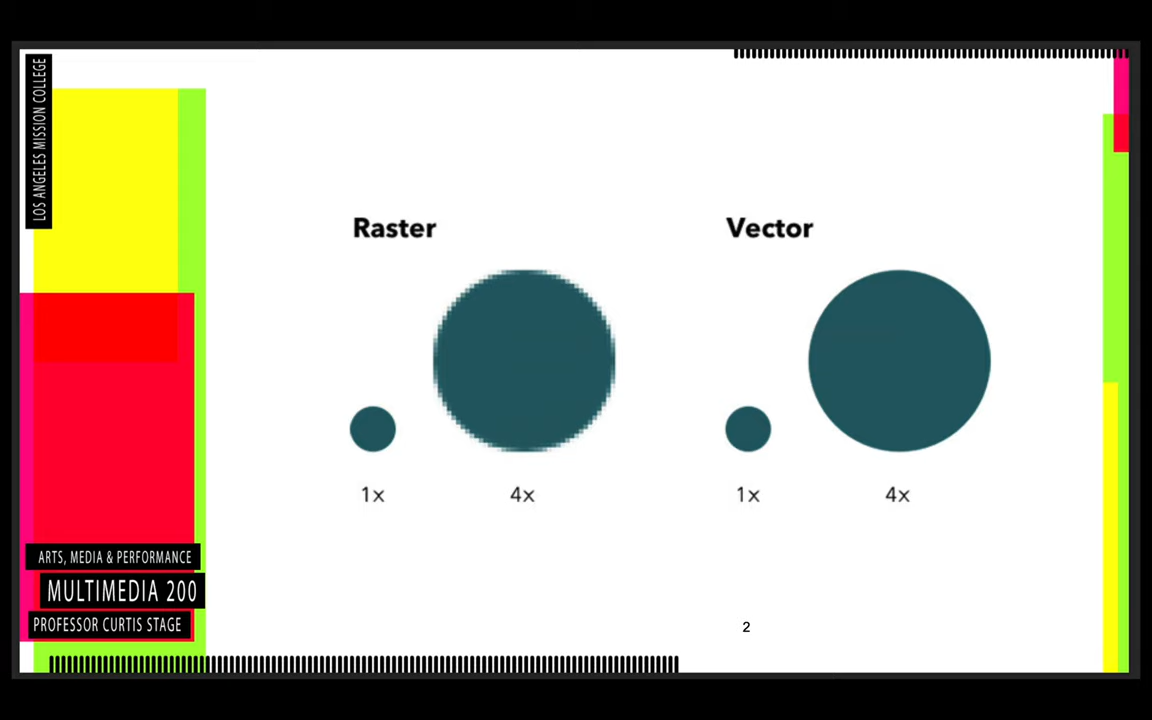 LOS ANGELES MISSION COLLEGE
Raster
Vector
1x
4x
1x
4x
ARTS, MEDIA & PERFORMANCE
MULTIMEDIA 200
PROFESSOR CURTIS STAGE
2